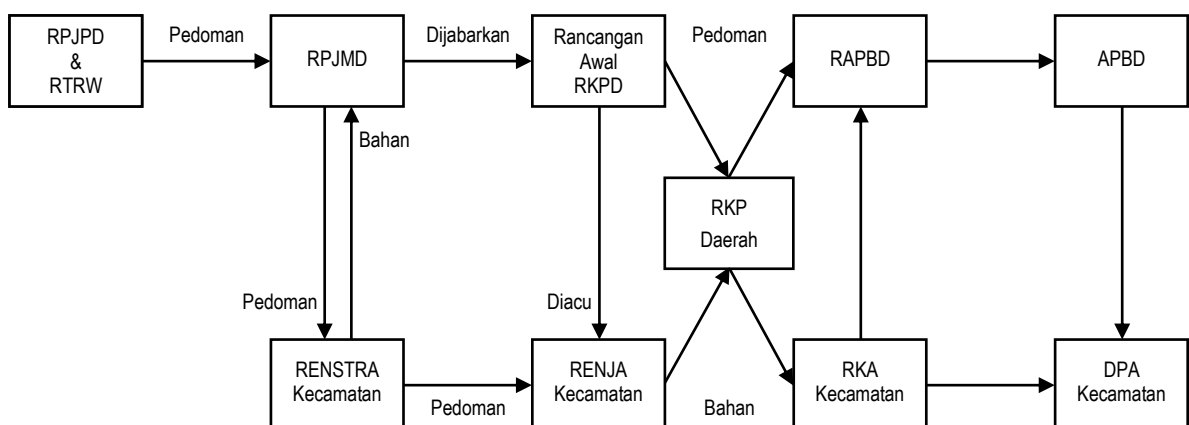 RPJPD
&
RTRW
Pedoman
RPJMD
Dijabarkan
Rancangan
Awal
RKPD
Pedoman
RAPBD
APBD
Bahan
RKP
Daerah
Pedoman
Diacu
RENSTRA
Kecamatan
Pedoman
RENJA
Kecamatan
Bahan
RKA
Kecamatan
DPA
Kecamatan